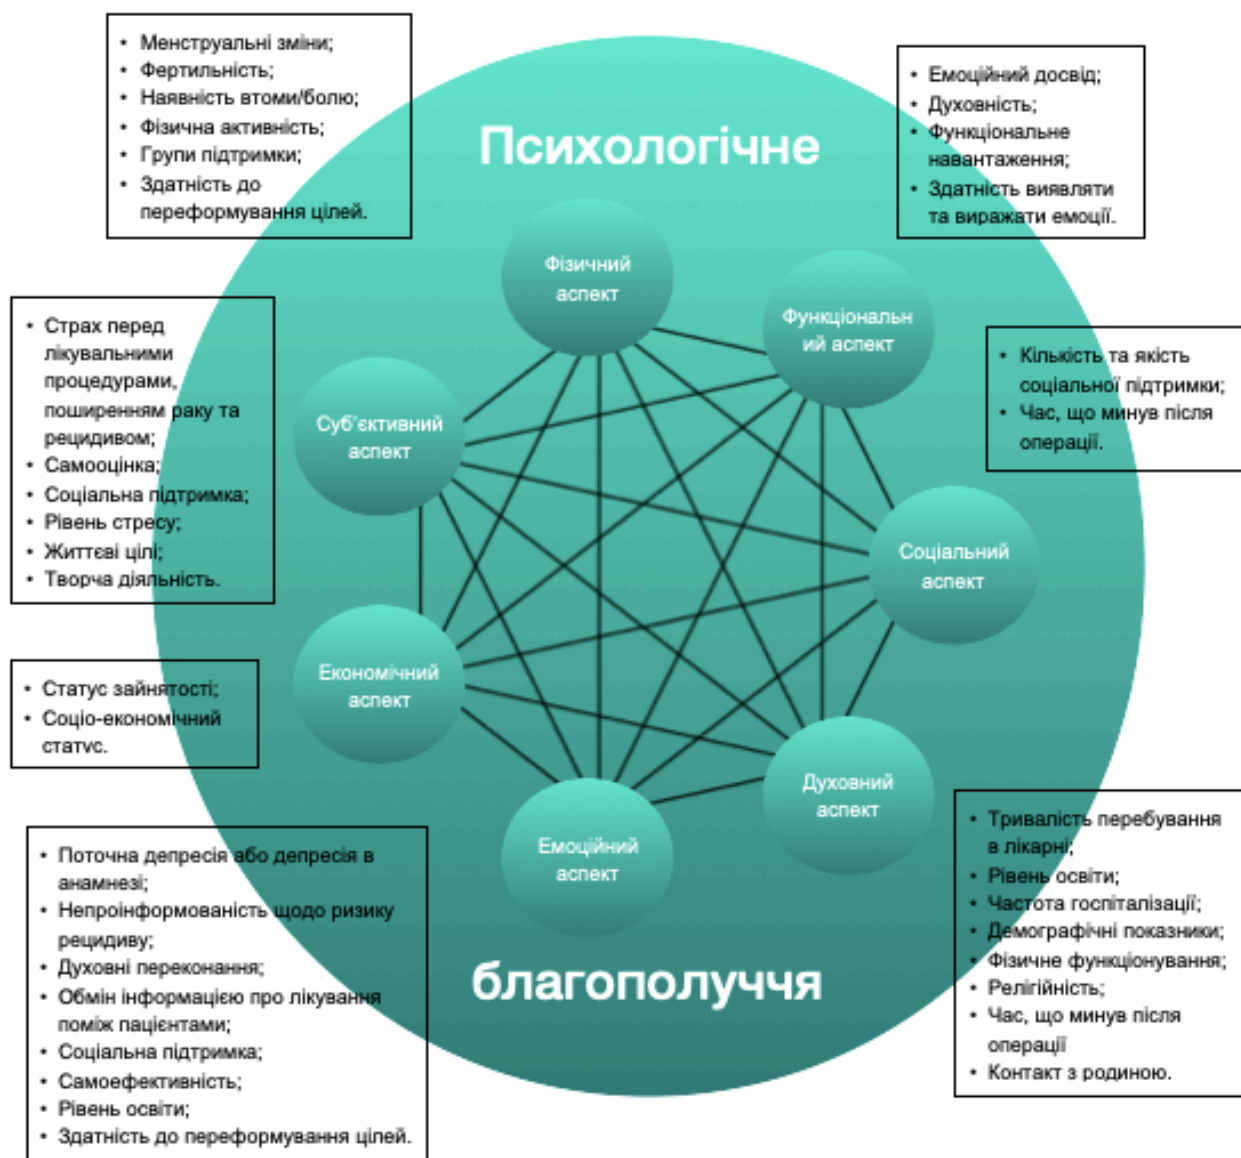 • Менструальні зміни;
• Фертильність;
• Наявність втоми/болю;
• Фізична активність;
• Групи підтримки;
• Здатність до
переформування цілей.
• Емоційний досвід;
• Духовність;
• Функціональне
навантаження;
• Здатність виявляти
та виражати емоції.
Психологічне
Фізичний
аспект
Функціональн
ий аспект
• Страх перед
лікувальними
процедурами,
поширенням раку та
рецидивом;
• Самооцінка;
• Соціальна підтримка;
• Рівень стресу;
• Життєві цілі;
• Творча діяльність.
Суб’єктивний
аспект
• Кількість та якість
соціальної підтримки;
• Час, що минув після
операції.
Соціальний
аспект
• Статус зайнятості;
• Соціо-економічний
статус.
Економічний
аспект
Духовний
аспект
Емоційний
аспект
• Поточна депресія або депресія в
анамнезі;
• Непроінформованість щодо ризику
рецидиву;
• Духовні переконання;
• Обмін інформацією про лікування
поміж пацієнтами;
• Соціальна підтримка;
• Самоефективність;
• Рівень освіти;
• Здатність до переформування цілей.
• Тривалість перебування
в лікарні;
• Рівень освіти;
• Частота госпіталізації;
• Демографічні показники;
• Фізичне функціонування;
• Релігійність;
• Час, що минув після
операції
• Контакт з родиною.
благополуччя